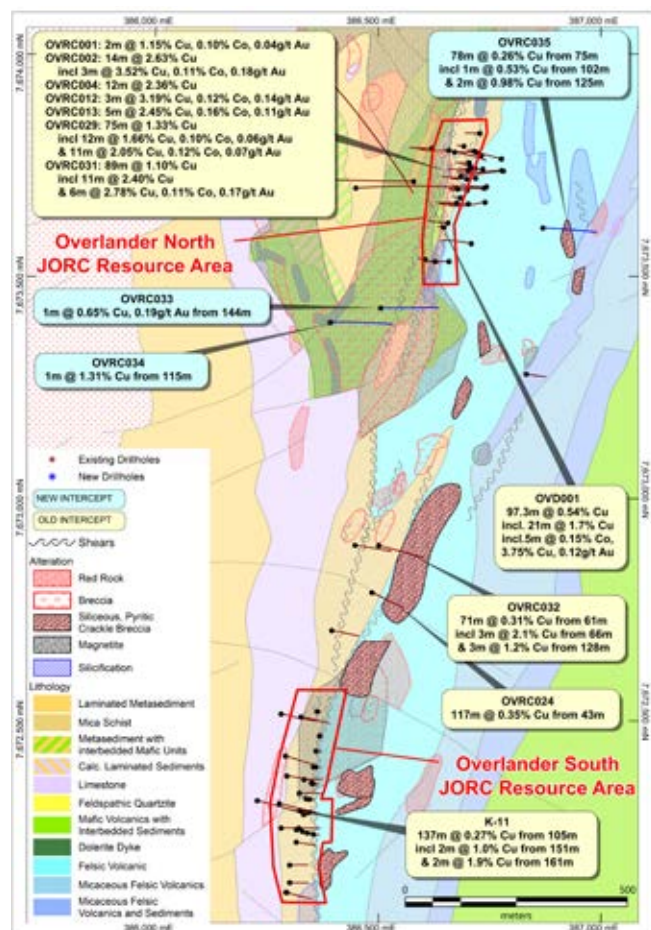 386,000 mE
386,500 mE
387,000 mE
7,674,000 mN
OVRC001: 2m @ 1.15% Cu, 0.10% Co, 0.04g/t Au
OVRC002: 14m @ 2.63% Cu
incl 3m @ 3.52% Cu, 0.11% Co, 0.18g/t Au
OVRC004: 12m @ 2.36% Cu
OVRC012: 3m @ 3.19% Cu, 0.12% Co, 0.14g/t Au
OVRC013: 5m @ 2.45% Cu, 0.16% Co, 0.11g/t Au
OVRC029: 75m @ 1.33% Cu
incl 12m @ 1.66% Cu, 0.10% Co, 0.06g/t Au
& 11m @ 2.05% Cu, 0.12% Co, 0.07g/t Au
OVRC031: 89m @ 1.10% Cu
incl 11m @ 2.40% Cu
& 6m @ 2.78% Cu, 0.11% Co, 0.17g/t Au
OVRC035
78m @ 0.26% Cu from 75m
incl 1m @ 0.53% Cu from 102m
& 2m @ 0.98% Cu from 125m
Overlander North
JORC Resource Area
7,673,500 mN
7,673,500 mN
OVRC033
1m @ 0.65% Cu, 0.19g/t Au from 144m
OVRC034
1m @ 1.31% Cu from 115m
Existing Drillholes
New Drillholes
NEW INTERCEPT
OLD INTERCEPT
Shears
Alteration
Red Rock
Breccia
Siliceous, Pyritic
Crackle Breccia
Magnetite
Silicification
Lithology
Laminated Metasediment
Mica Schist
Metasediment with
interbedded Mafic Units
Calc. Laminated Sediments
Limestone
Feldspathic Quartzite
Mafic Volcanics with
Interbedded Sediments
Dolerite Dyke
Felsic Volcanic
Micaceous Felsic Volcanics
Micaceous Felsic
Volcanics and Sediments
7,673,000 mN
7,673,000 mN
OVD001
97.3m @ 0.54% Cu
incl. 21m @ 1.7% Cu
incl.5m @ 0.15% Co,
3.75% Cu, 0.12g/t Au
OVRC032
71m @ 0.31% Cu from 61m
incl 3m @ 2.1% Cu from 66m
& 3m @ 1.2% Cu from 128m
OVRC024
117m @ 0.35% Cu from 43m
7,672,500 mN
7,672,500 mN
Overlander South
JORC Resource Area
K-11
137m @ 0.27% Cu from 105m
incl 2m @ 1.0% Cu from 151m
& 2m @ 1.9% Cu from 161m
0
500
meters
386,000 mE
386,500 mE
387,000 mE